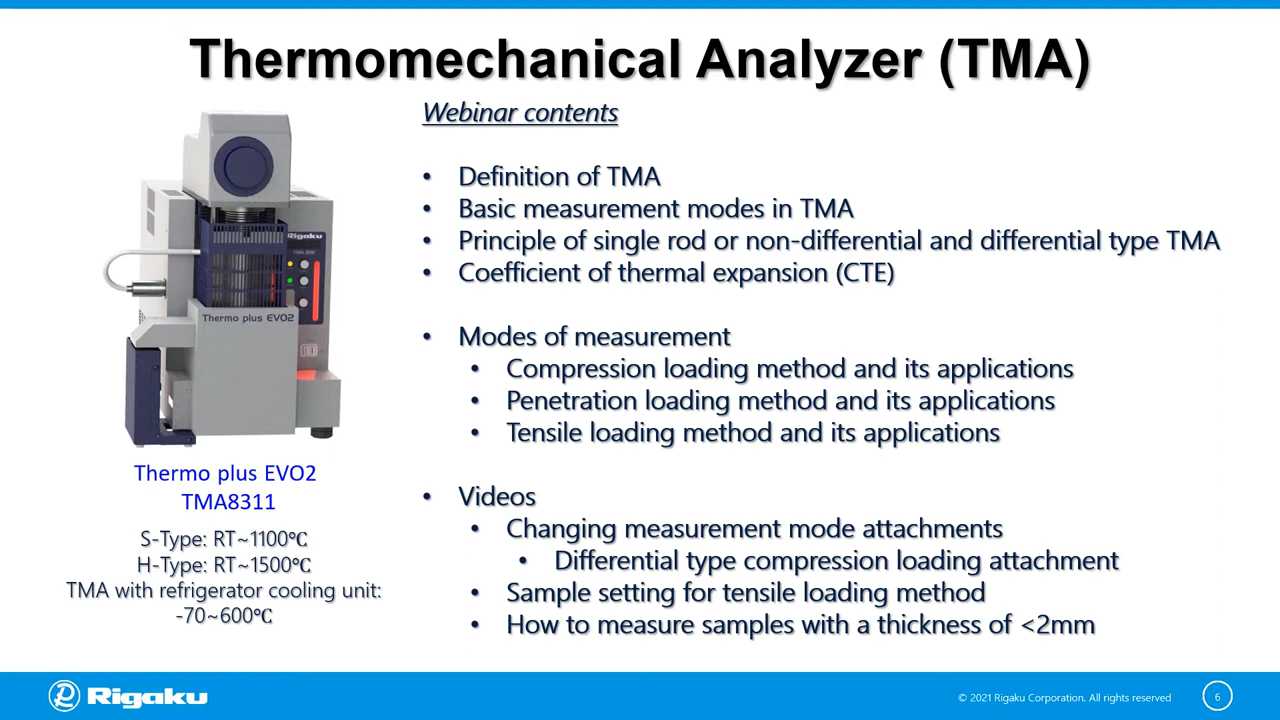 Thermomechanical Analyzer (TMA)
Webinar contents
• Definition of TMA
• Basic measurement modes in TMA
• Principle of single rod or non-differential and differential type TMA
• Coefficient of thermal expansion (CTE)
• Modes of measurement
• Compression loading method and its applications
• Penetration loading method and its applications
• Tensile loading method and its applications
• Videos
• Changing measurement mode attachments
• Differential type compression loading attachment
• Sample setting for tensile loading method
• How to measure samples with a thickness of <2mm
Rigaku
Thermo plus EVO2
Thermo plus EVO2
TMA8311
S-Type: RT~1100℃
H-Type: RT~1500℃
TMA with refrigerator cooling unit:
-70~600℃
Rigaku
© 2021 Rigaku Corporation. All rights reserved
6